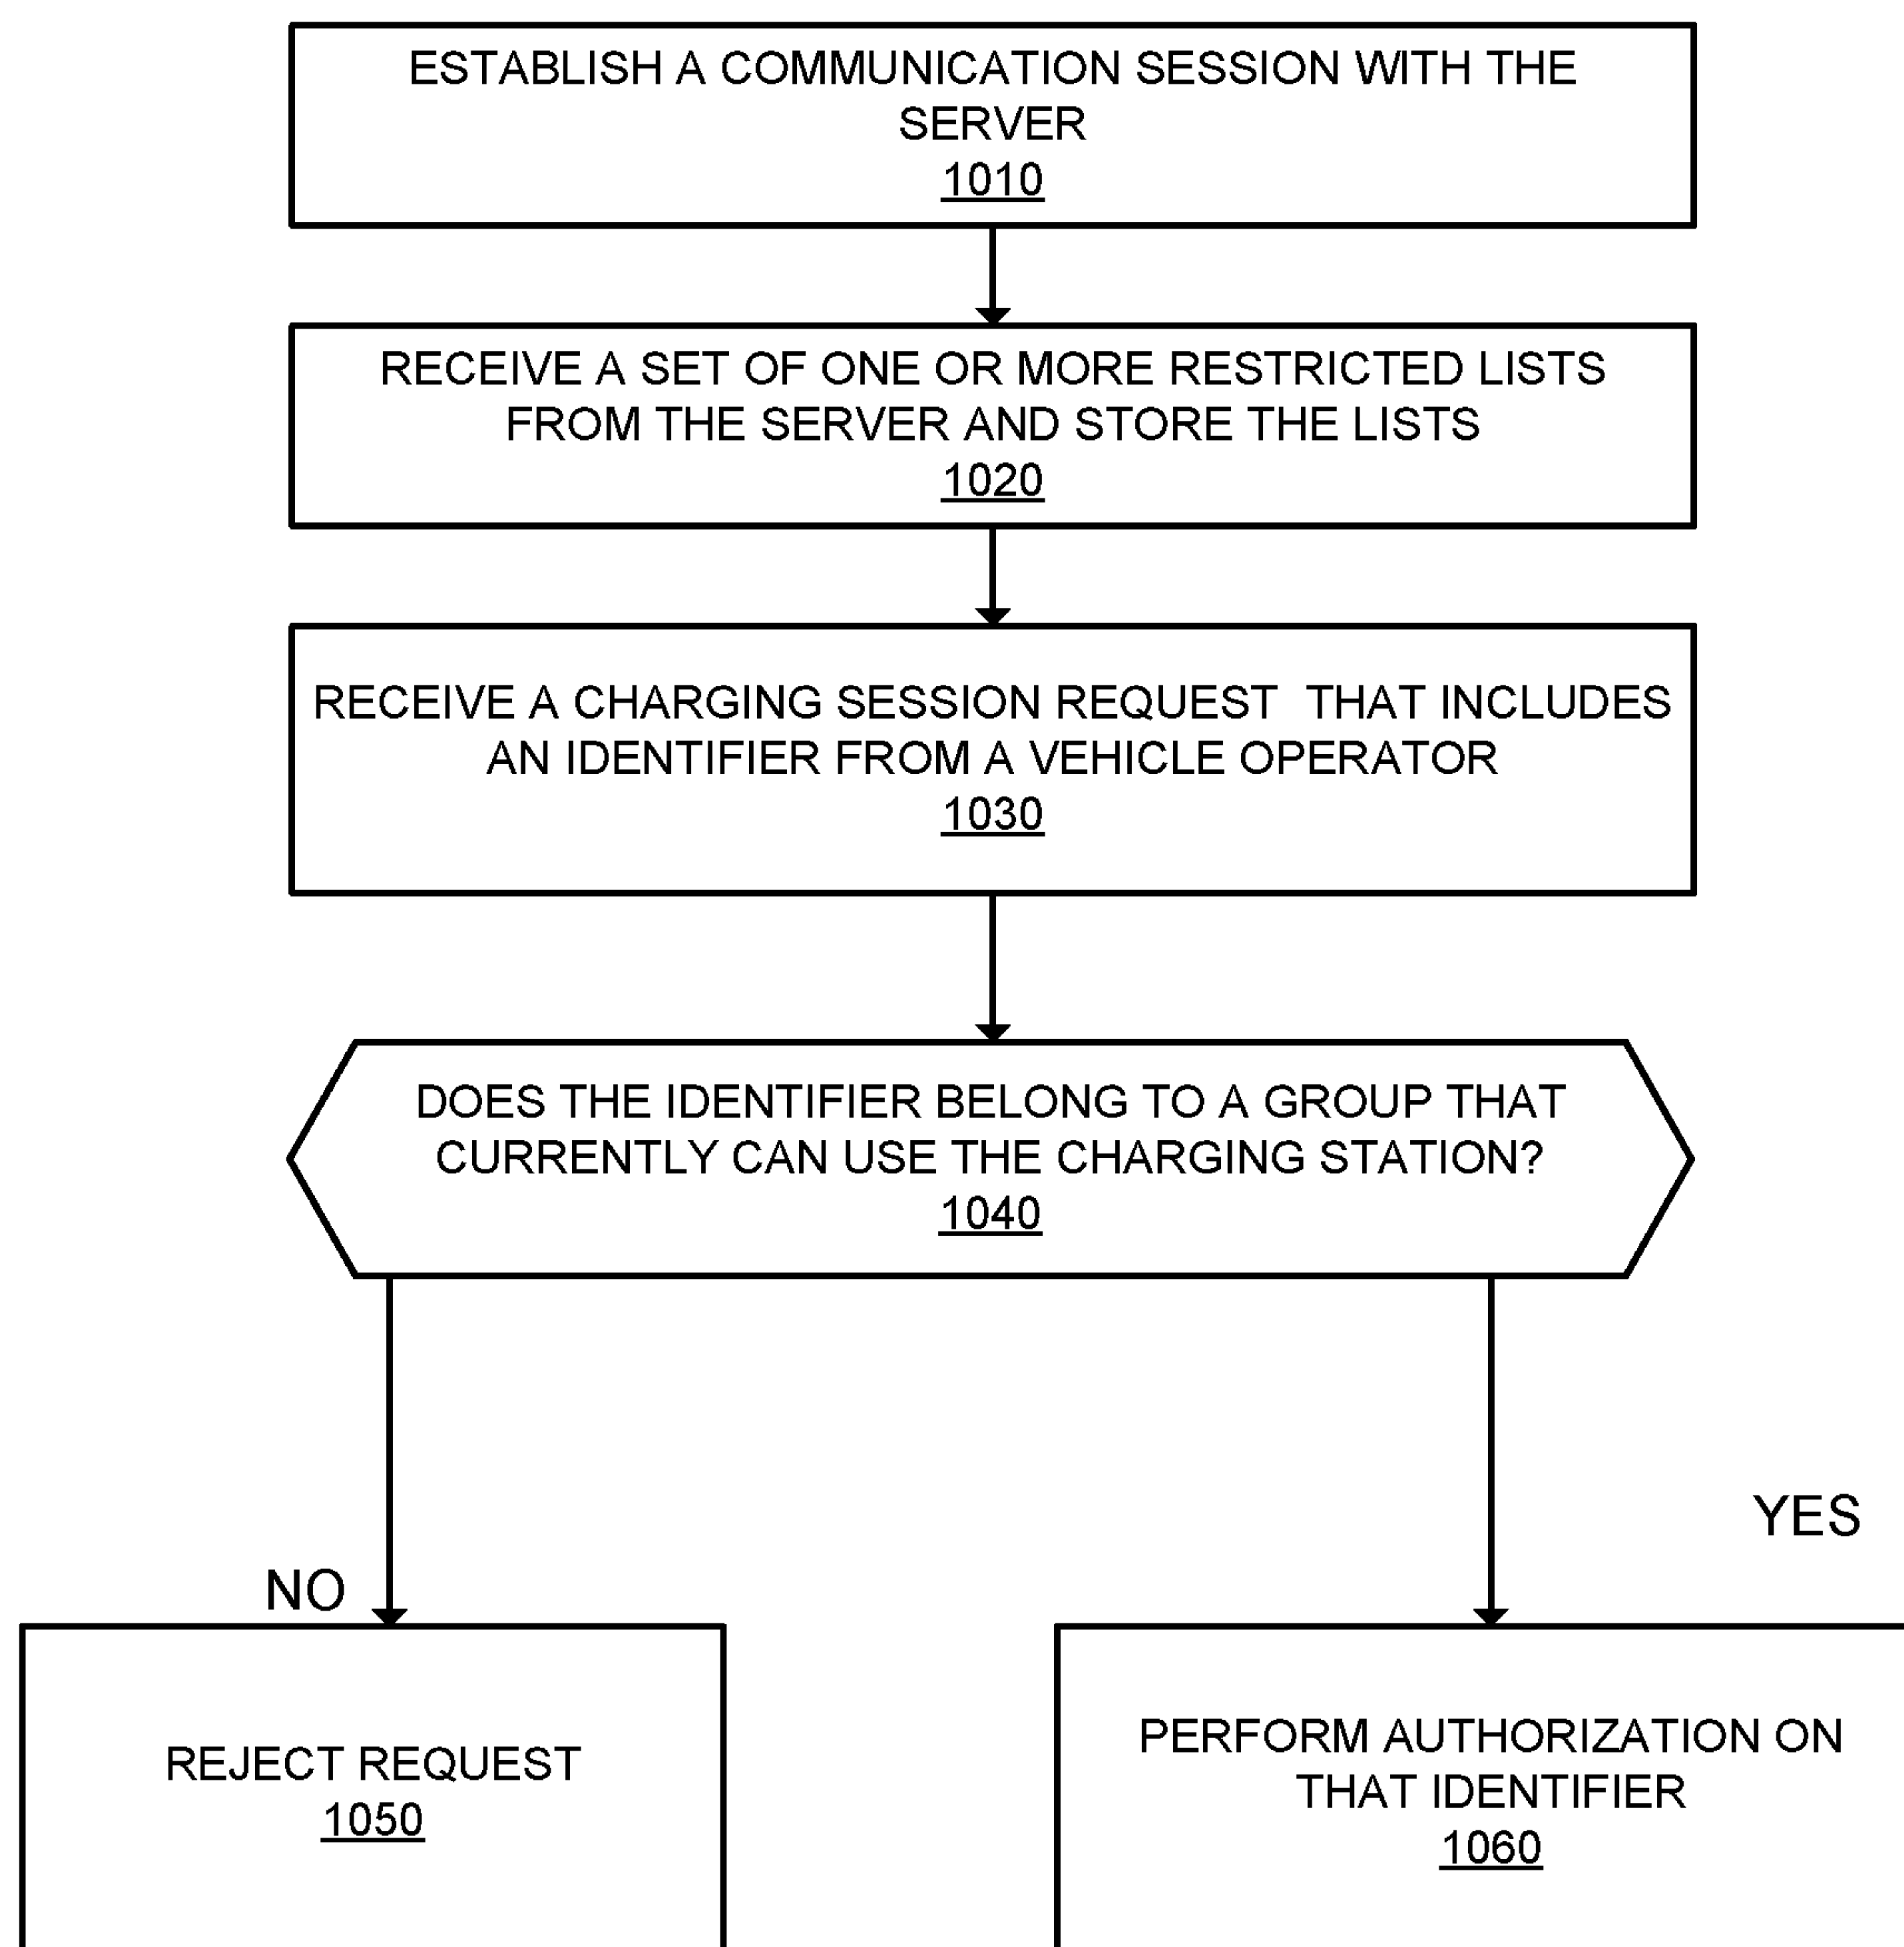 ESTABLISH A COMMUNICATION SESSION WITH THE
SERVER
1010
RECEIVE A SET OF ONE OR MORE RESTRICTED LISTS
FROM THE SERVER AND STORE THE LISTS
1020
RECEIVE A CHARGING SESSION REQUEST THAT INCLUDES
AN IDENTIFIER FROM A VEHICLE OPERATOR
1030
DOES THE IDENTIFIER BELONG TO A GROUP THAT
CURRENTLY CAN USE THE CHARGING STATION?
1040
NO
YES
REJECT REQUEST
1050
PERFORM AUTHORIZATION ON
THAT IDENTIFIER
1060